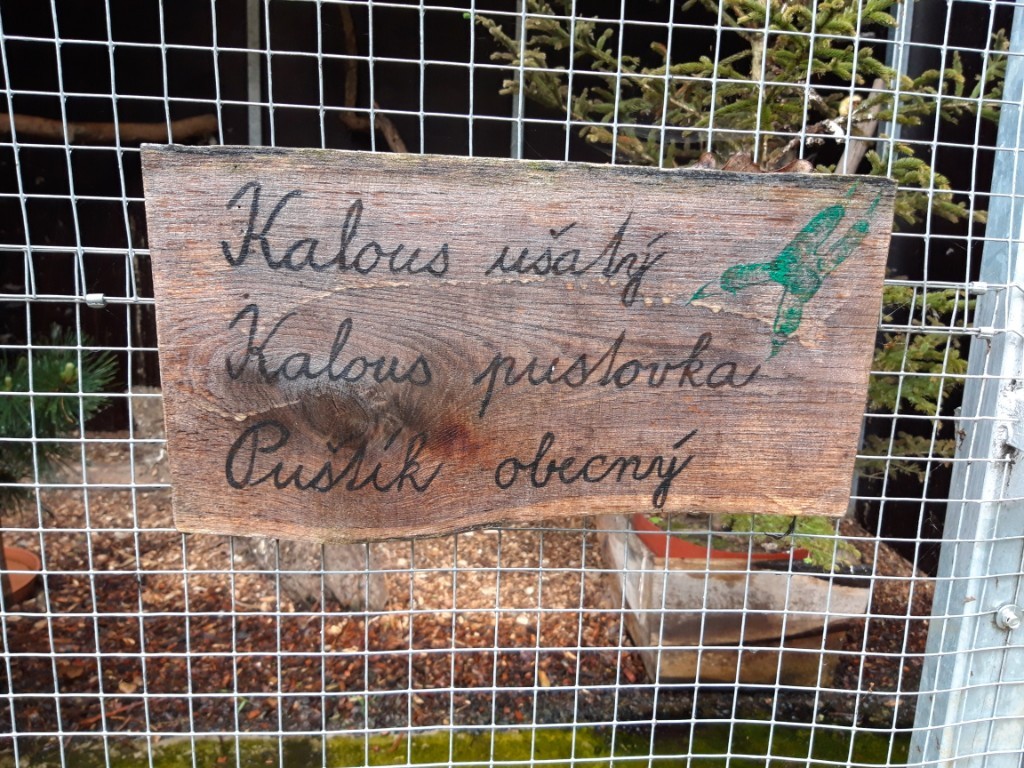 Kalous ušatý
Kalous pustovka
Puštík obecný